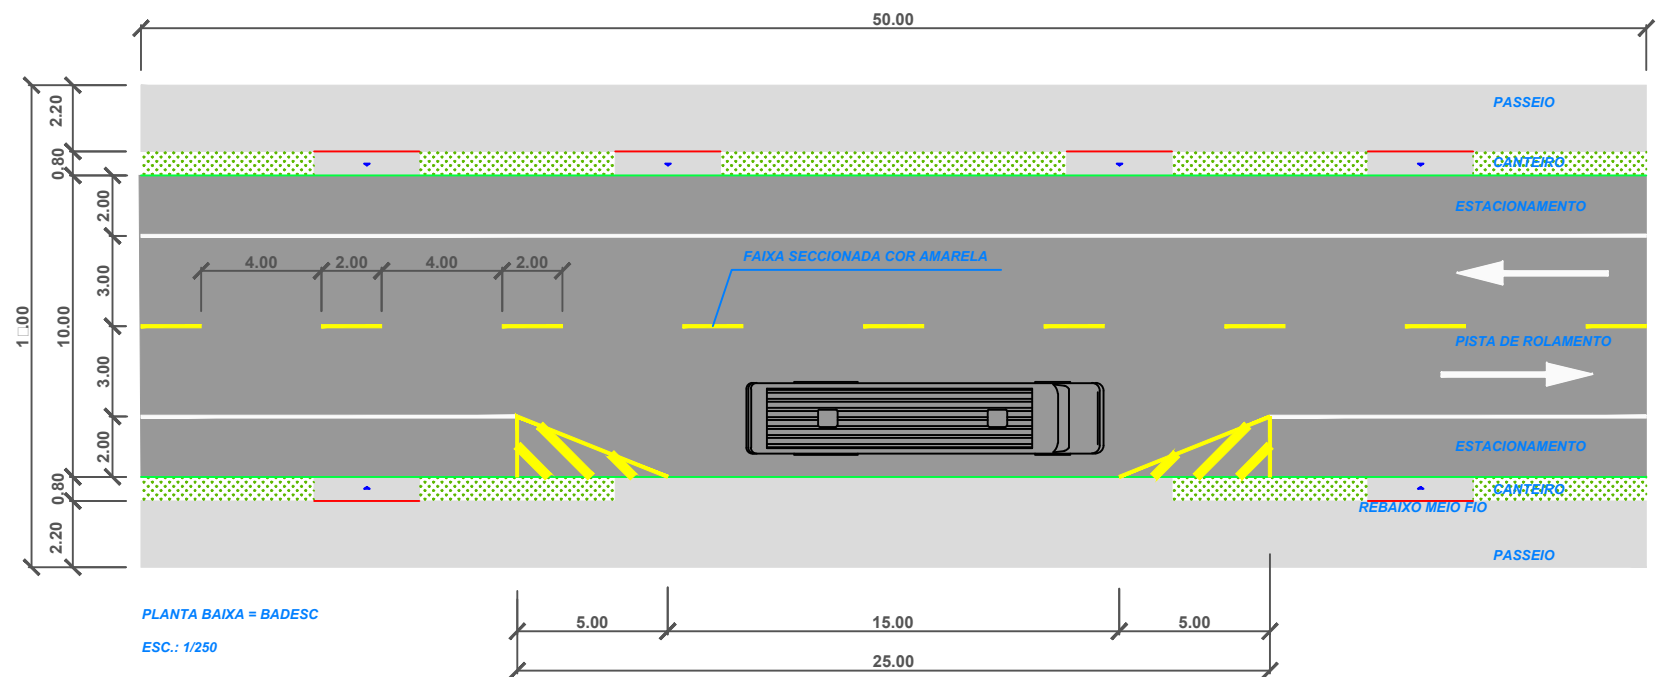 50.00
PASSEIO
2.20
0.80
CANTEIRO
2.00
ESTACIONAMENTO
4.00 2.00 4.00 2.00
FAIXA SECCIONADA COR AMARELA
3.00
10.00
PISTA DE ROLAMENTO
3.00
2.00
ESTACIONAMENTO
0.80
CANTEIRO
REBAIXO MEIO FIO
2.20
PASSEIO
PLANTA BAIXA = BADESC
ESC.: 1/250
5.00 15.00 5.00
25.00